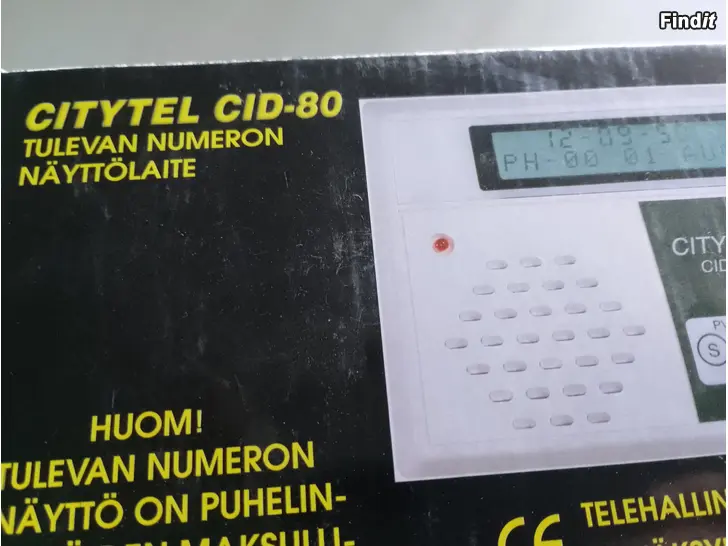 Findit
CITYTEL CID-80
TULEVAN NUMERON
NÄYTTÖLAITE
12-09-
PH-00 01
CITY
CID
S
HUOM!
TULEVAN NUMERON
NÄYTTÖ ON PUHELIN-
MAKSULLI-
CE
TELEHALLIN